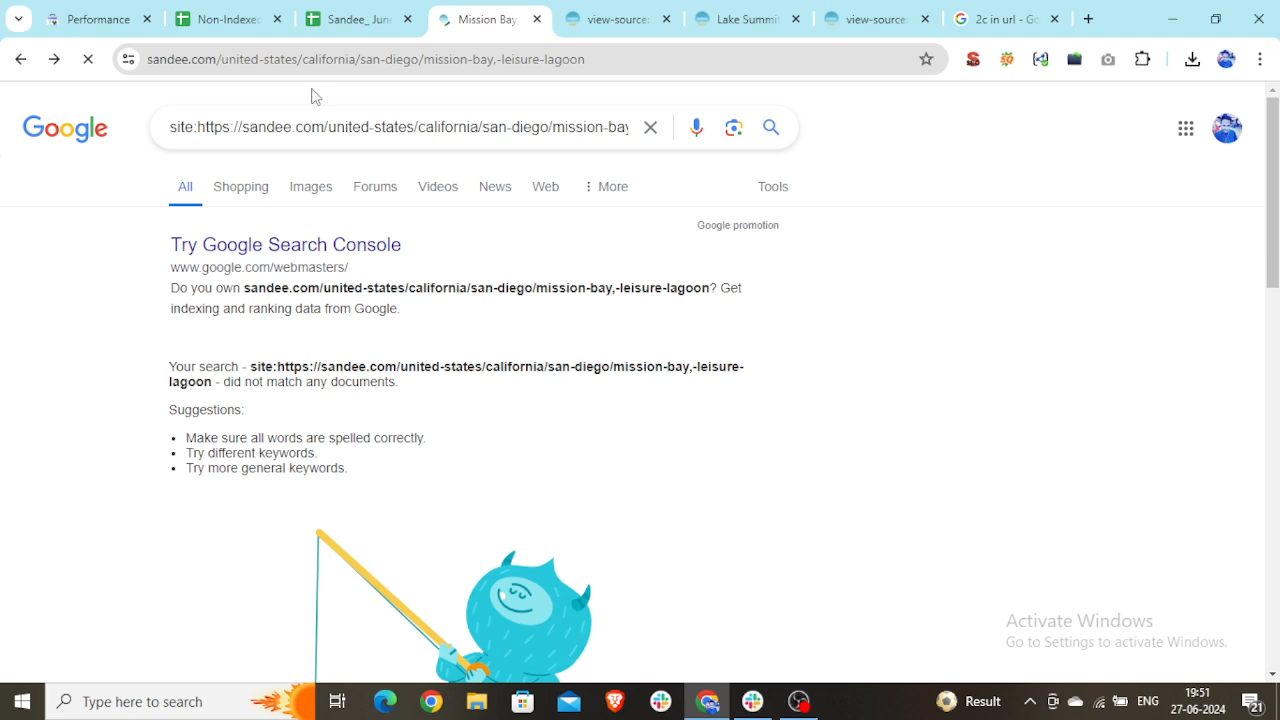 Performance
Non-Indexec
Sandee_ Jun
Mission Bay
view-source:
Lake Summi
view-source:
2c in url - Go
sandee.com/united-states/california/san-diego/mission-bay,-leisure-lagoon
Google
site:https://sandee.com/united-states/california/san-diego/mission-bay
All
Shopping
Images
Forums
Videos
News
Web
More
Tools
Google promotion
Try Google Search Console
www.google.com/webmasters/
Do you own sandee.com/united-states/california/san-diego/mission-bay,-leisure-lagoon? Get
indexing and ranking data from Google.
Your search - site:https://sandee.com/united-states/california/san-diego/mission-bay,-leisure-
lagoon - did not match any documents.
Suggestions:
• Make sure all words are spelled correctly.
• Try different keywords.
• Try more general keywords.
Activate Windows
Go to Settings to activate Windows.
Type here to search
Result
ENG
19:51
27-06-2024
21